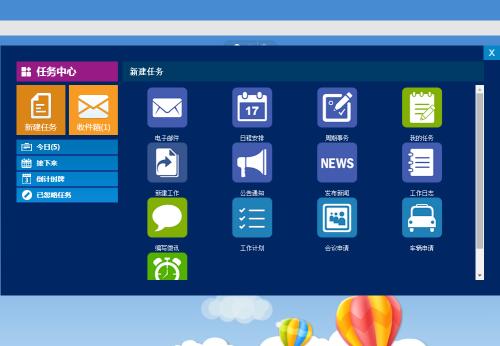 X
任务中心
新建任务
新建任务
收件箱(1)
今日(5)
接下来
倒计时牌
已忽略任务
电子邮件
17
日程安排
周期事务
我的任务
新建工作
公告通知
NEWS
发布新闻
工作日志
编写微讯
工作计划
会议申请
车辆申请